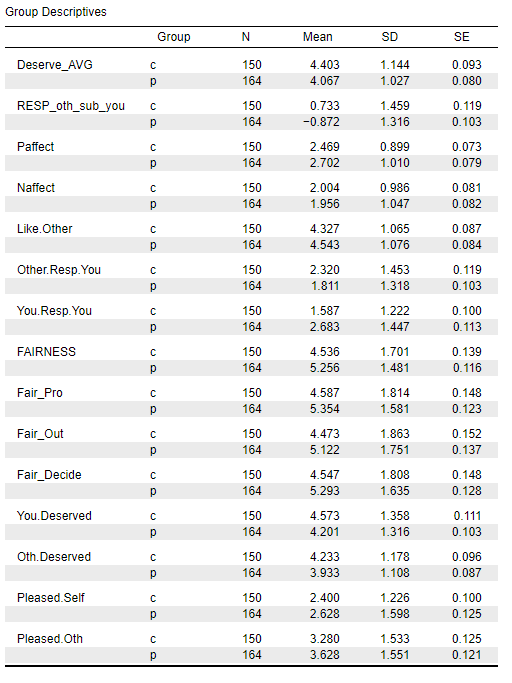 Group Descriptives
Group N Mean SD SE
Deserve_AVG c 150 4.403 1.144 0.093
p 164 4.067 1.027 0.080
RESP_oth_sub_you c 150 0.733 1.459 0.119
p 164 −0.872 1.316 0.103
Paffect c 150 2.469 0.899 0.073
p 164 2.702 1.010 0.079
Naffect c 150 2.004 0.986 0.081
p 164 1.956 1.047 0.082
Like.Other c 150 4.327 1.065 0.087
p 164 4.543 1.076 0.084
Other.Resp.You c 150 2.320 1.453 0.119
p 164 1.811 1.318 0.103
You.Resp.You c 150 1.587 1.222 0.100
p 164 2.683 1.447 0.113
FAIRNESS c 150 4.536 1.701 0.139
p 164 5.256 1.481 0.116
Fair_Pro c 150 4.587 1.814 0.148
p 164 5.354 1.581 0.123
Fair_Out c 150 4.473 1.863 0.152
p 164 5.122 1.751 0.137
Fair_Decide c 150 4.547 1.808 0.148
p 164 5.293 1.635 0.128
You.Deserved c 150 4.573 1.358 0.111
p 164 4.201 1.316 0.103
Oth.Deserved c 150 4.233 1.178 0.096
p 164 3.933 1.108 0.087
Pleased.Self c 150 2.400 1.226 0.100
p 164 2.628 1.598 0.125
Pleased.Oth c 150 3.280 1.533 0.125
p 164 3.628 1.551 0.121